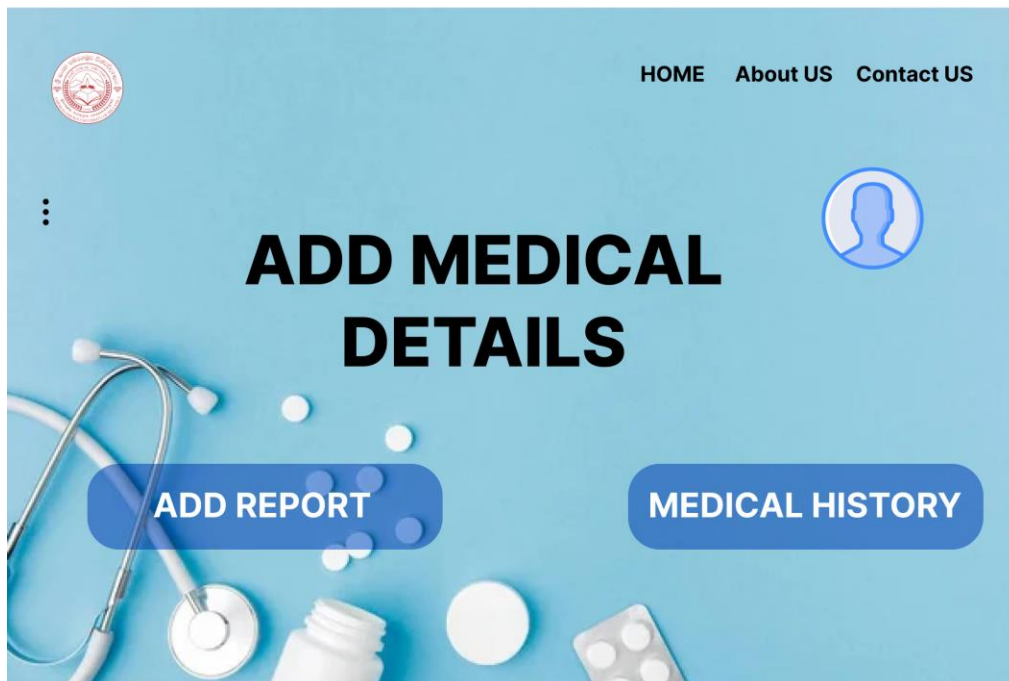 HOME About US Contact US
ADD MEDICAL
DETAILS
ADD REPORT
MEDICAL HISTORY